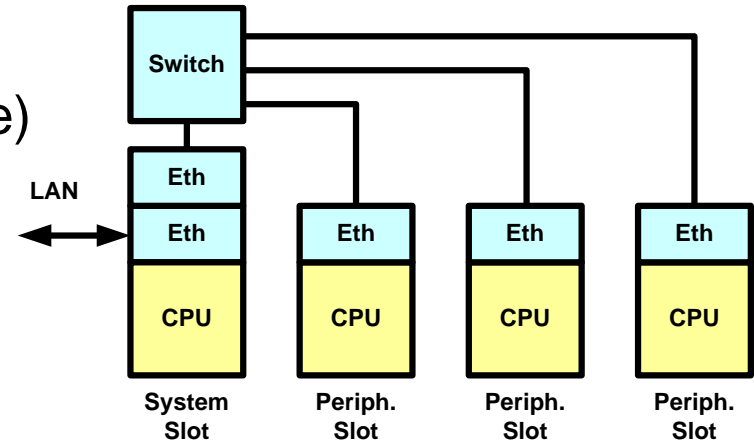 Switch
e)
LAN
Eth
Eth
Eth
Eth
Eth
CPU
CPU
CPU
CPU
System
Slot
Periph.
Slot
Periph.
Slot
Periph.
Slot